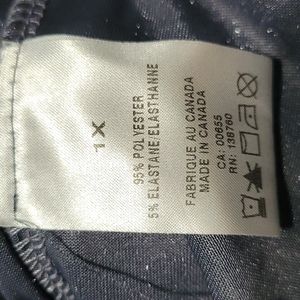 1X
95% POLYESTER
5% ELASTANE/ELASTHANNE
FABRIQUE AU CANADA
MADE IN CANADA
CA: 00655
RN: 138760